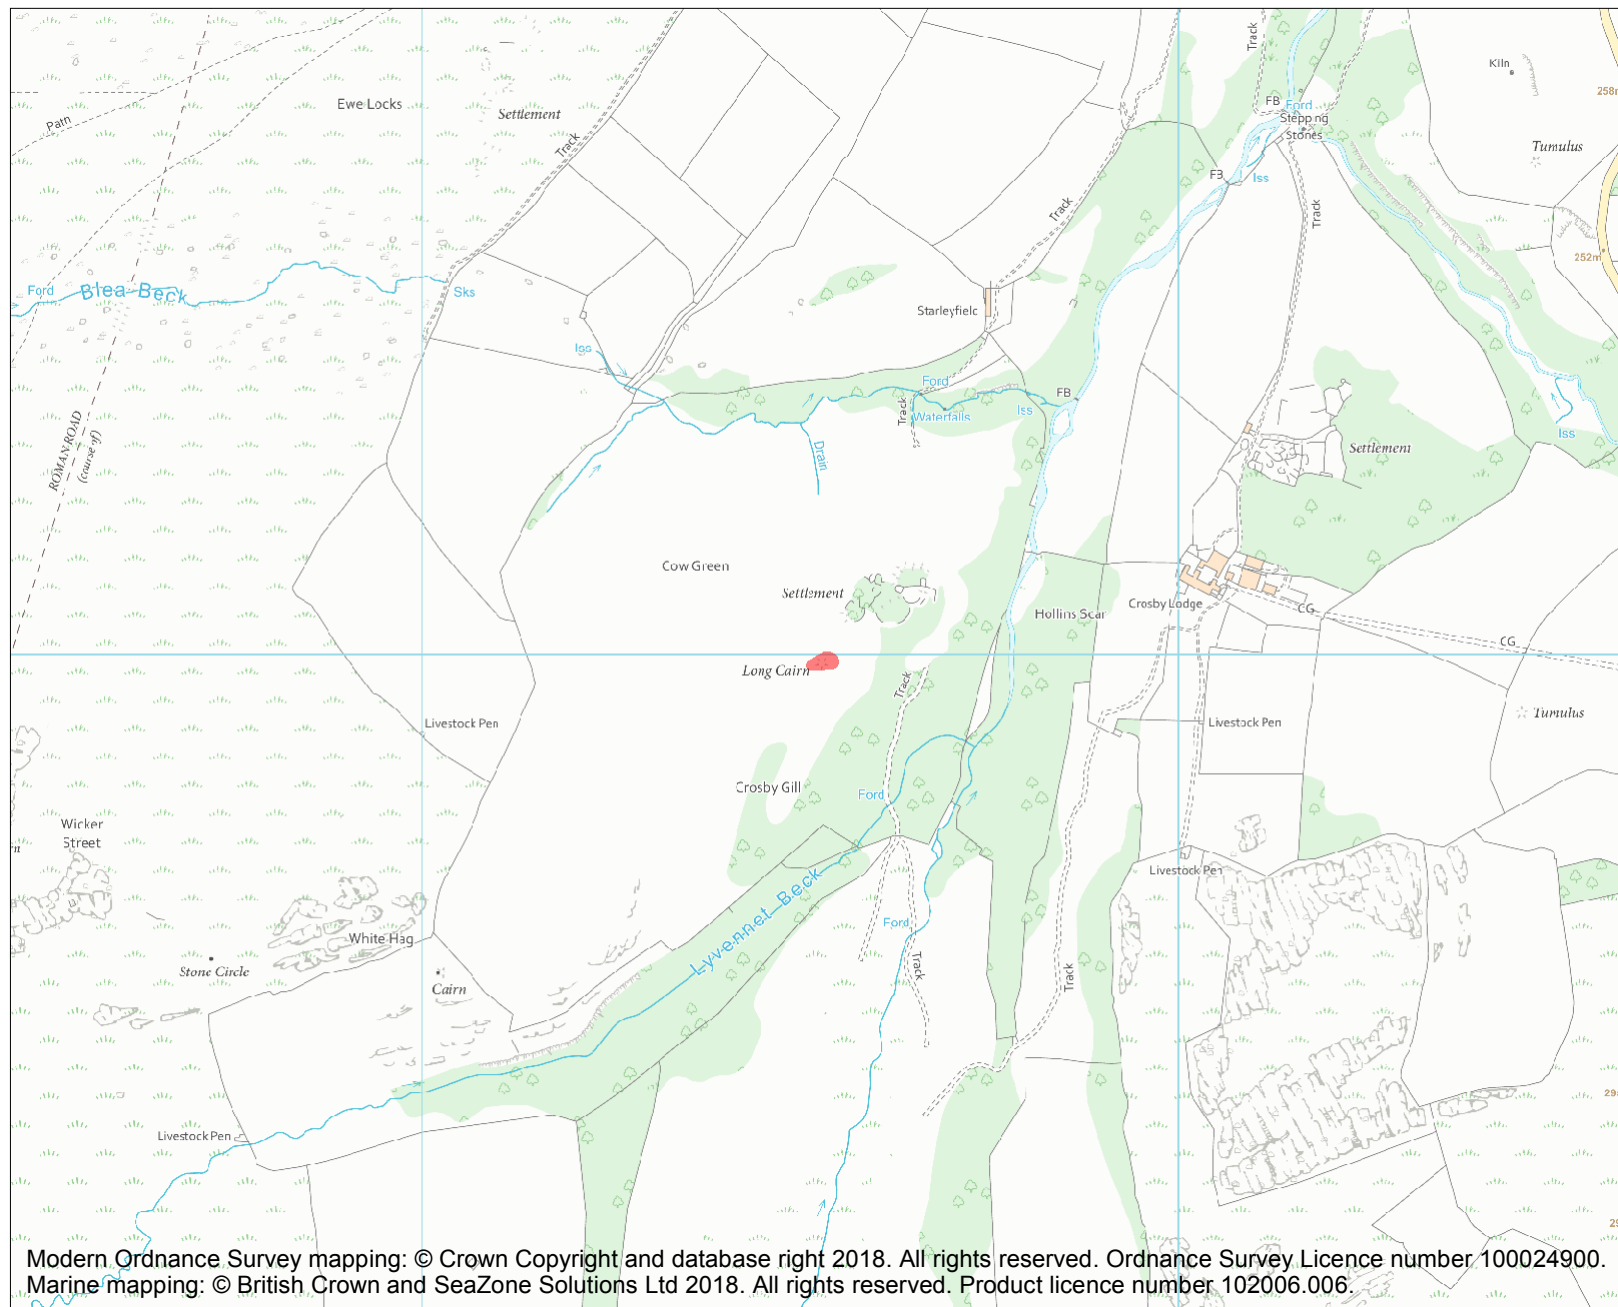 Track
Kiln
258m
Ewe Locks
Settlement
FB
Ford
Stepping
Stones
Path
Track
Tumulus
FB
Iss
Track
Track
252m
Ford
Blea Beck
Sks
Starleyfield
Iss
Ford
FB
Track
Waterfalls
Iss
Iss
ROMAN ROAD
(course of)
Drain
Settlement
Cow Green
Settlement
Hollins Scar
Crosby Lodge
CG
CG
Long Cairn
Track
Livestock Pen
Livestock Pen
Tumulus
Crosby Gill
Ford
Wicker
Street
Livestock Pen
Lyvennet Beck
Ford
White Hag
Stone Circle
Cairn
Track
Track
Livestock Pen
Modern Ordnance Survey mapping: © Crown Copyright and database right 2018. All rights reserved. Ordnance Survey Licence number 100024900.
Marine mapping: © British Crown and SeaZone Solutions Ltd 2018. All rights reserved. Product licence number 102006.006.